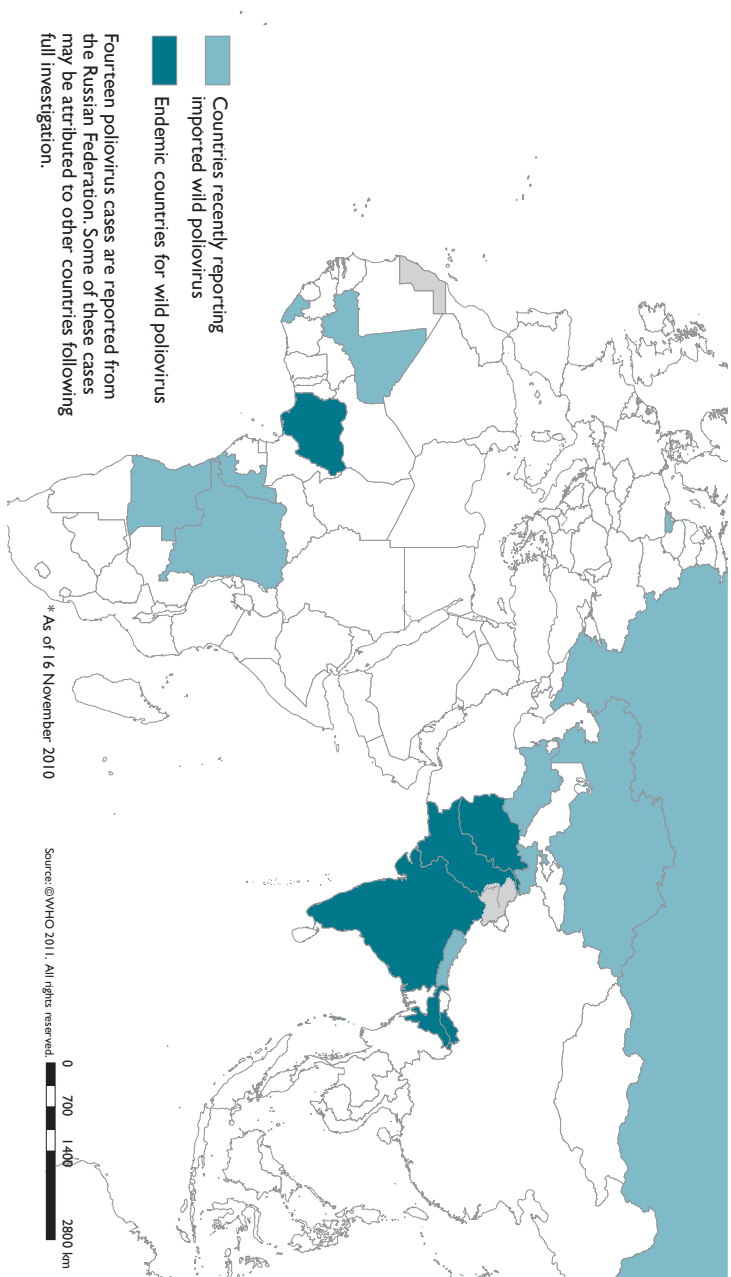 Countries recently reporting
imported wild poliovirus
Endemic countries for wild poliovirus
Fourteen poliovirus cases are reported from
the Russian Federation. Some of these cases
may be attributed to other countries following
full investigation.
* As of 16 November 2010
Source: ©WHO 2011. All rights reserved.
0 700 1400 2800 km